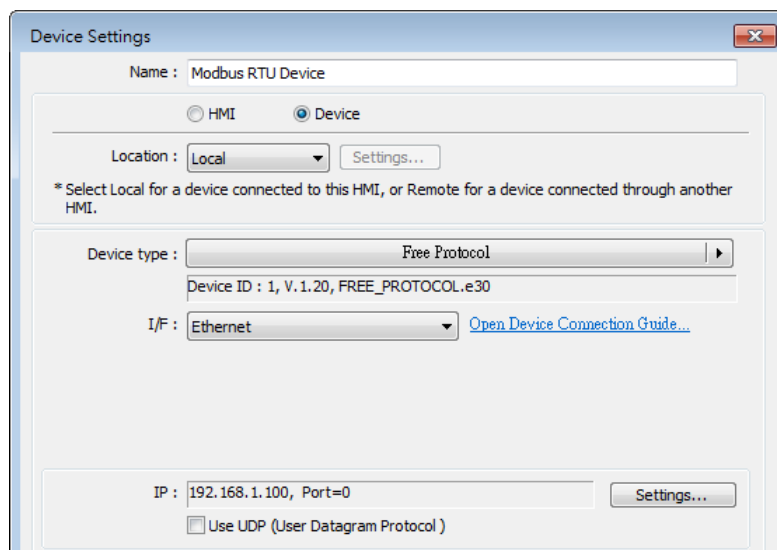 Device Settings
Name : Modbus RTU Device
HMI Device
Location : Local Settings...
* Select Local for a device connected to this HMI, or Remote for a device connected through another
HMI.
Device type : Free Protocol
Device ID : 1, V.1.20, FREE_PROTOCOL.e30
I/F : Ethernet Open Device Connection Guide...
IP : 192.168.1.100, Port=0 Settings...
Use UDP (User Datagram Protocol )